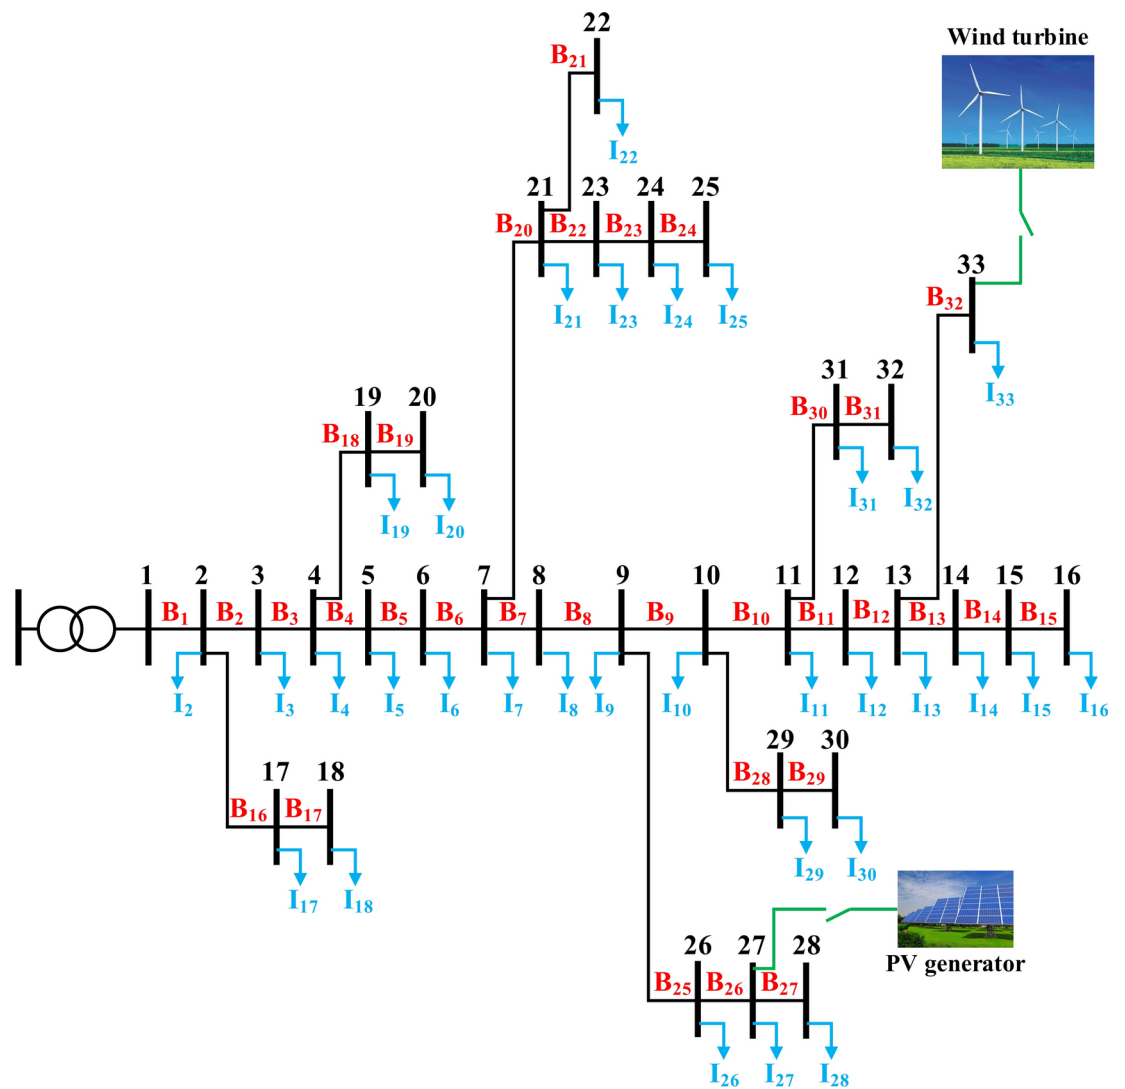 22
Wind turbine
B21
I22
21 23 24 25
B20 B22 B23 B24
33
B32
I21 I23 I24 I25
31 32
I33
19 20
B30 B31
B18 B19
I31 I32
I19 I20
1 2 3 4 5 6 7 8 9 10 11 12 13 14 15 16
B1 B2 B3 B4 B5 B6 B7 B8 B9 B10 B11 B12 B13 B14 B15
I2 I3 I4 I5 I6 I7 I8 I9 I10 I11 I12 I13 I14 I15 I16
29 30
17 18
B28 B29
B16 B17
I29 I30
I17 I18
26 27 28
PV generator
B25 B26 B27
I26 I27 I28